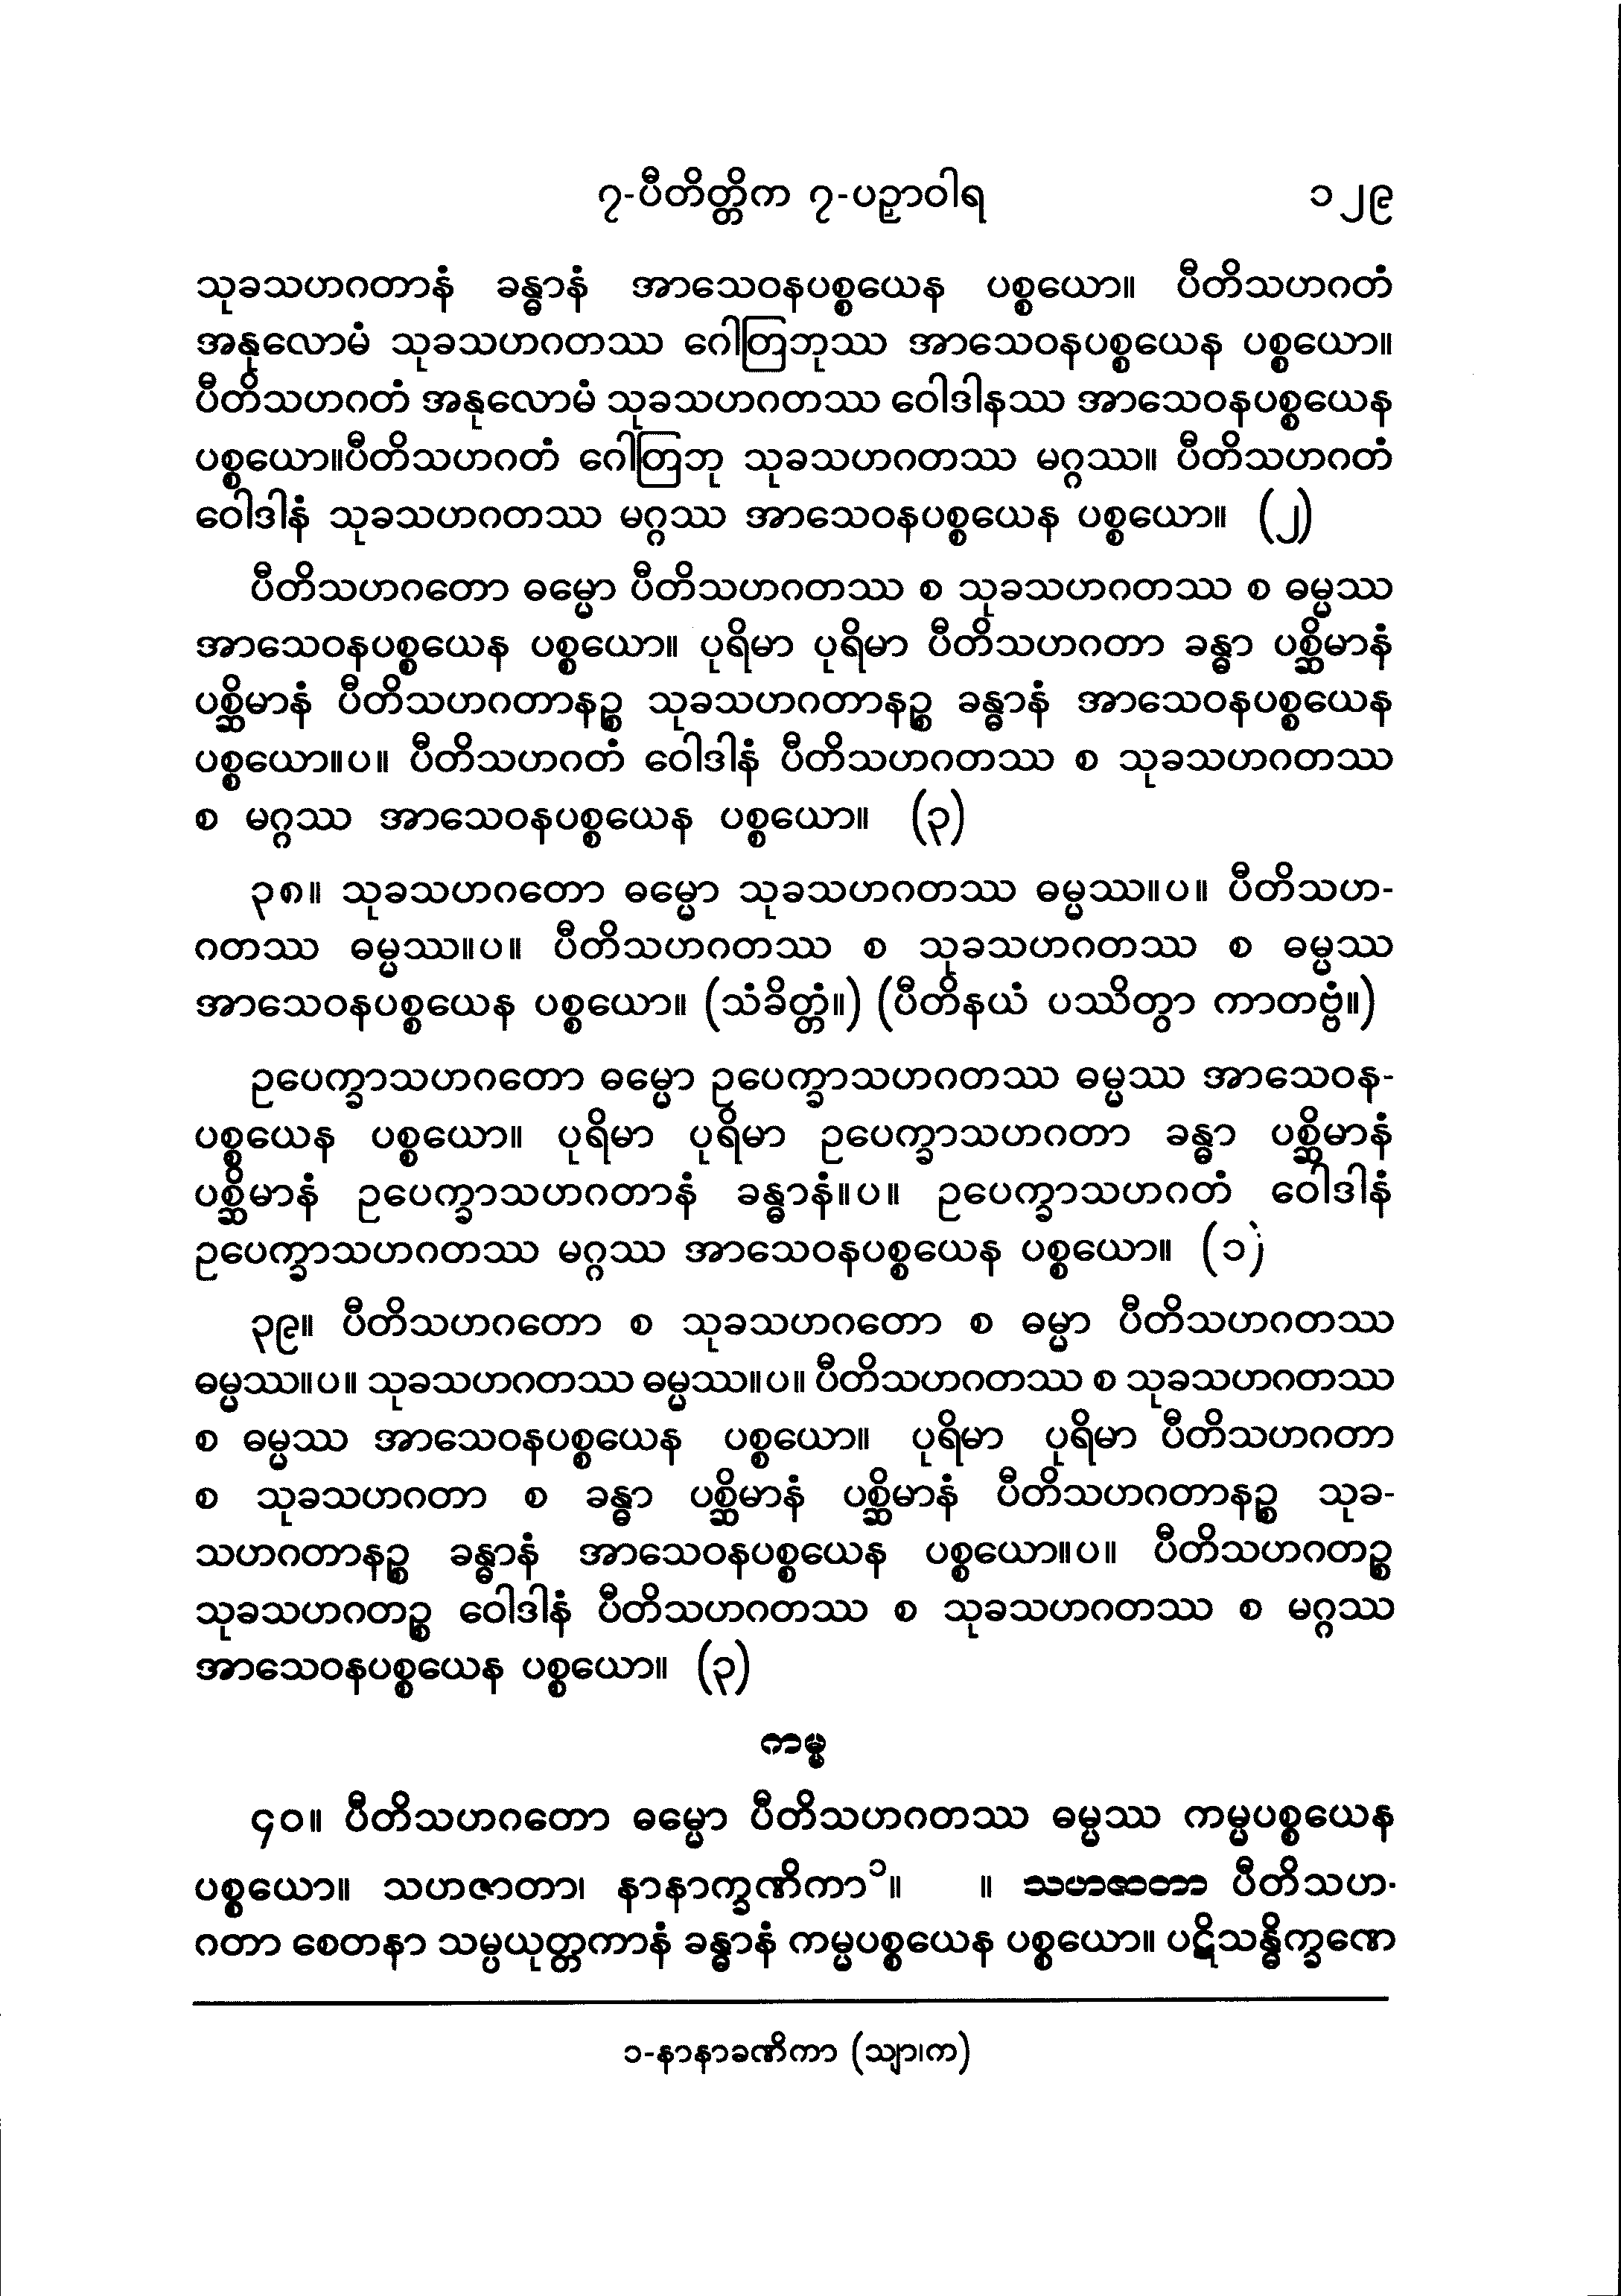 ၇-ပီတိတ္တိက ၇-ပဉှာဝါရ ၁၂၉
သုခသဟဂတာနံ ခန္ဓာနံ အာသေဝနပစ္စယေန ပစ္စယော။ ပီတိသဟဂတံ
အနုလောမံ သုခသဟဂတဿ ဂေါတြဘုဿ အာသေဝနပစ္စယေန ပစ္စယော။
ပီတိသဟဂတံ အနုလောမံ သုခသဟဂတဿ ဝေါဒါနဿ အာသေဝနပစ္စယေန
ပစ္စယော။ပီတိသဟဂတံ ဂေါတြဘု သုခသဟဂတဿ မဂ္ဂဿ။ ပီတိသဟဂတံ
ဝေါဒါနံ သုခသဟဂတဿ မဂ္ဂဿ အာသေဝနပစ္စယေန ပစ္စယော။ (၂)
ပီတိသဟဂတော ဓမ္မော ပီတိသဟဂတဿ စ သုခသဟဂတဿ စ ဓမ္မဿ
အာသေဝနပစ္စယေန ပစ္စယော။ ပုရိမာ ပုရိမာ ပီတိသဟဂတာ ခန္ဓာ ပစ္ဆိမာနံ
ပစ္ဆိမာနံ ပီတိသဟဂတာနဉ္စ သုခသဟဂတာနဉ္စ ခန္ဓာနံ အာသေဝနပစ္စယေန
ပစ္စယော။ပ။ ပီတိသဟဂတံ ဝေါဒါနံ ပီတိသဟဂတဿ စ သုခသဟဂတဿ
စ မဂ္ဂဿ အာသေဝနပစ္စယေန ပစ္စယော။ (၃)
၃၈။ သုခသဟဂတော ဓမ္မော သုခသဟဂတဿ ဓမ္မဿ။ပ။ ပီတိသဟ-
ဂတဿ ဓမ္မဿ။ပ။ ပီတိသဟဂတဿ စ သုခသဟဂတဿ စ ဓမ္မဿ
အာသေဝနပစ္စယေန ပစ္စယော။ (သံခိတ္တံ။) (ပီတိနယံ ပဿိတွာ ကာတဗ္ဗံ။)
ဥပေက္ခာသဟဂတော ဓမ္မော ဥပေက္ခာသဟဂတဿ ဓမ္မဿ အာသေဝန-
ပစ္စယေန ပစ္စယော။ ပုရိမာ ပုရိမာ ဥပေက္ခာသဟဂတာ ခန္ဓာ ပစ္ဆိမာနံ
ပစ္ဆိမာနံ ဥပေက္ခာသဟဂတာနံ ခန္ဓာနံ။ပ။ ဥပေက္ခာသဟဂတံ ဝေါဒါနံ
ဥပေက္ခာသဟဂတဿ မဂ္ဂဿ အာသေဝနပစ္စယေန ပစ္စယော။ (၁)
၃၉။ ပီတိသဟဂတော စ သုခသဟဂတော စ ဓမ္မာ ပီတိသဟဂတဿ
ဓမ္မဿ။ပ။ သုခသဟဂတဿ ဓမ္မဿ။ပ။ ပီတိသဟဂတဿ စ သုခသဟဂတဿ
စ ဓမ္မဿ အာသေဝနပစ္စယေန ပစ္စယော။ ပုရိမာ ပုရိမာ ပီတိသဟဂတာ
စ သုခသဟဂတာ စ ခန္ဓာ ပစ္ဆိမာနံ ပစ္ဆိမာနံ ပီတိသဟဂတာနဉ္စ သုခ-
သဟဂတာနဉ္စ ခန္ဓာနံ အာသေဝနပစ္စယေန ပစ္စယော။ပ။ ပီတိသဟဂတဉ္စ
သုခသဟဂတဉ္စ ဝေါဒါနံ ပီတိသဟဂတဿ စ သုခသဟဂတဿ စ မဂ္ဂဿ
အာသေဝနပစ္စယေန ပစ္စယော။ (၃)
ကမ္မ
၄၀။ ပီတိသဟဂတော ဓမ္မော ပီတိသဟဂတဿ ဓမ္မဿ ကမ္မပစ္စယေန
ပစ္စယော။ သဟဇာတာ၊ နာနာက္ခဏိကာ၁။ ။ သဟဇာတာ ပီတိသဟ-
ဂတာ စေတနာ သမ္ပယုတ္တကာနံ ခန္ဓာနံ ကမ္မပစ္စယေန ပစ္စယော။ ပဋိသန္ဓိက္ခဏေ
၁-နာနာခဏိကာ (သျာ၊က)